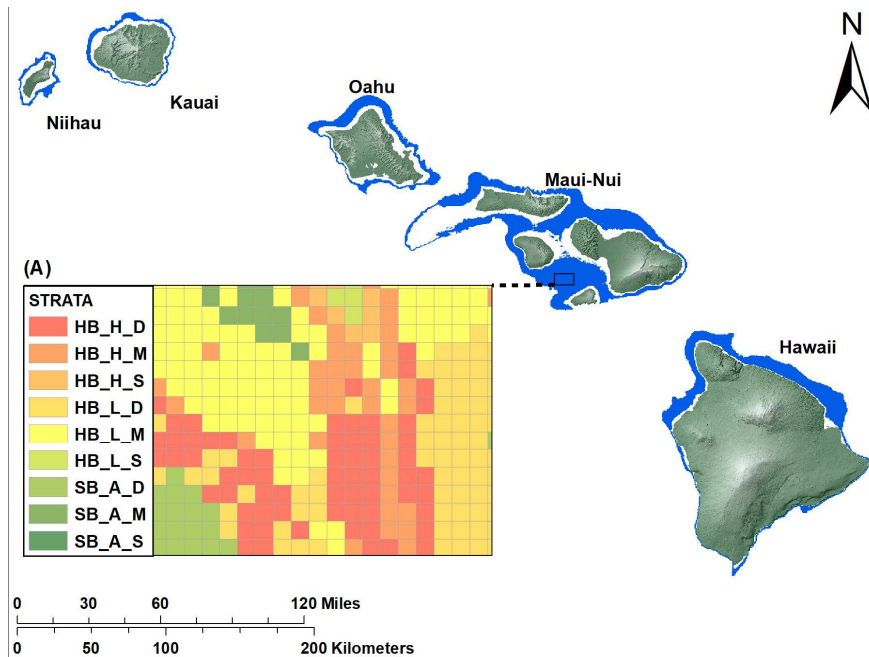 N
Oahu
Kauai
Niihau
Maui-Nui
(A)
STRATA
HB_H_D
HB_H_M
HB_H_S
HB_L_D
HB_L_M
HB_L_S
SB_A_D
SB_A_M
SB_A_S
Hawaii
0 30 60 120 Miles
0 50 100 200 Kilometers